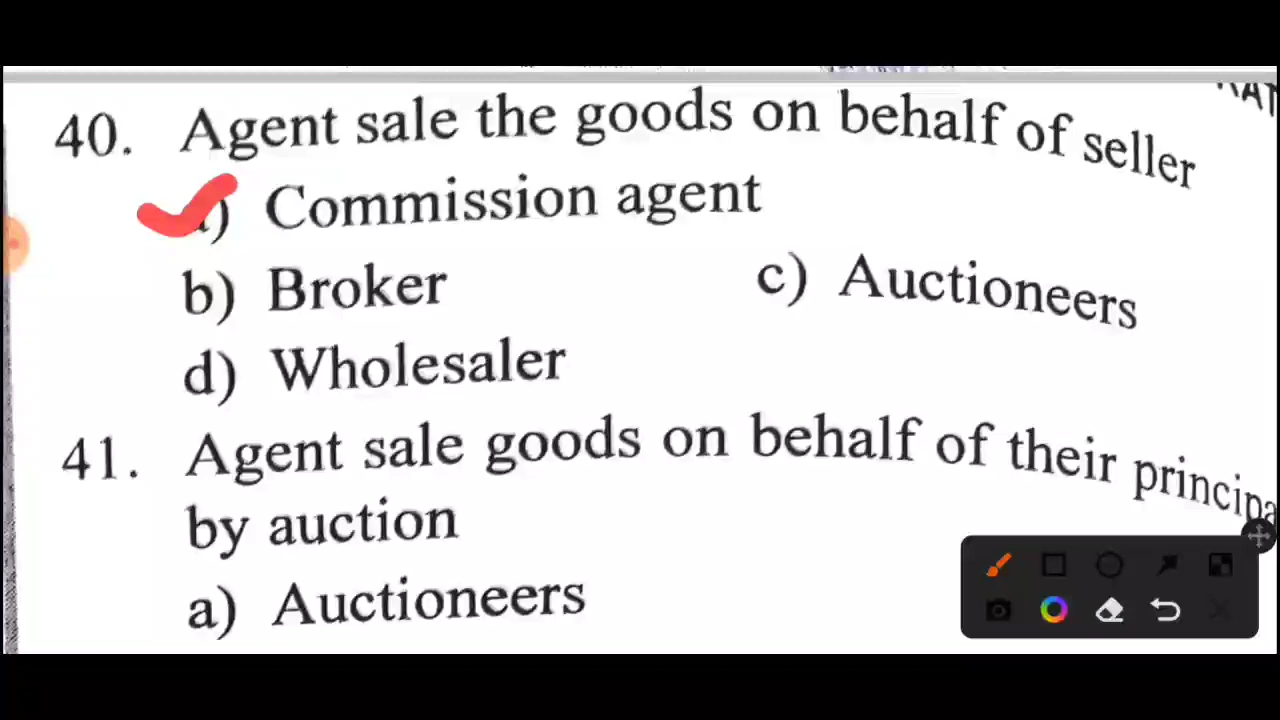 40. Agent sale the goods on behalf of seller
) Commission agent
b) Broker c) Auctioneers
d) Wholesaler
41. Agent sale goods on behalf of their
by auction
a) Auctioneers